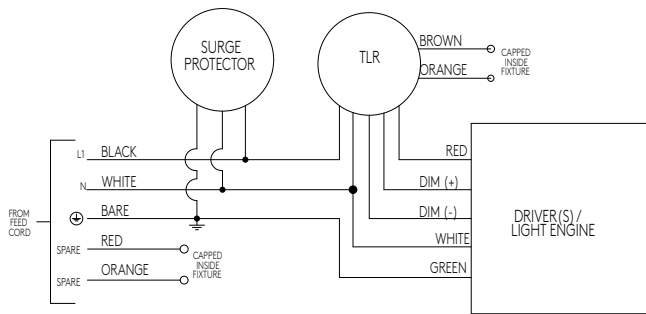 SURGE
PROTECTOR
TLR
BROWN
ORANGE
CAPPED
INSIDE
FIXTURE
L1 BLACK
N WHITE
BARE
SPARE RED
SPARE ORANGE
FROM
FEED
CORD
CAPPED
INSIDE
FIXTURE
RED
DIM (+)
DIM (-)
WHITE
GREEN
DRIVER(S) /
LIGHT ENGINE